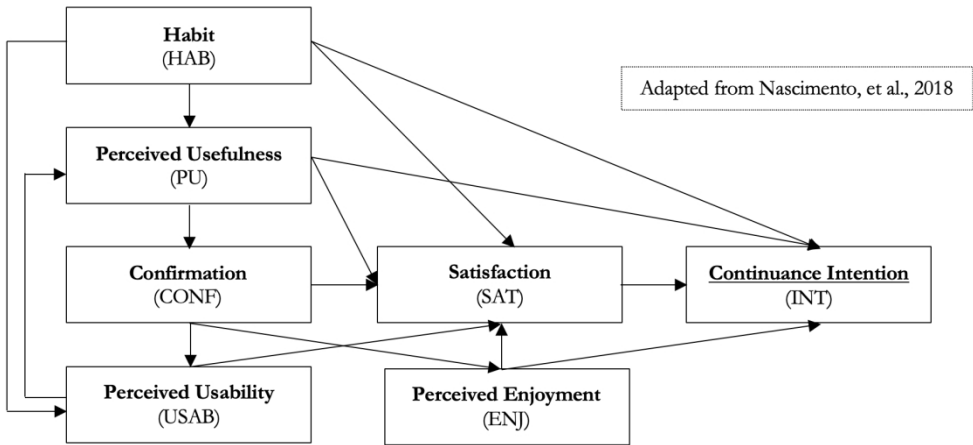 Habit
(HAB)
Adapted from Nascimento, et al., 2018
Perceived Usefulness
(PU)
Confirmation
(CONF)
Satisfaction
(SAT)
Continuance Intention
(INT)
Perceived Usability
(USAB)
Perceived Enjoyment
(ENJ)